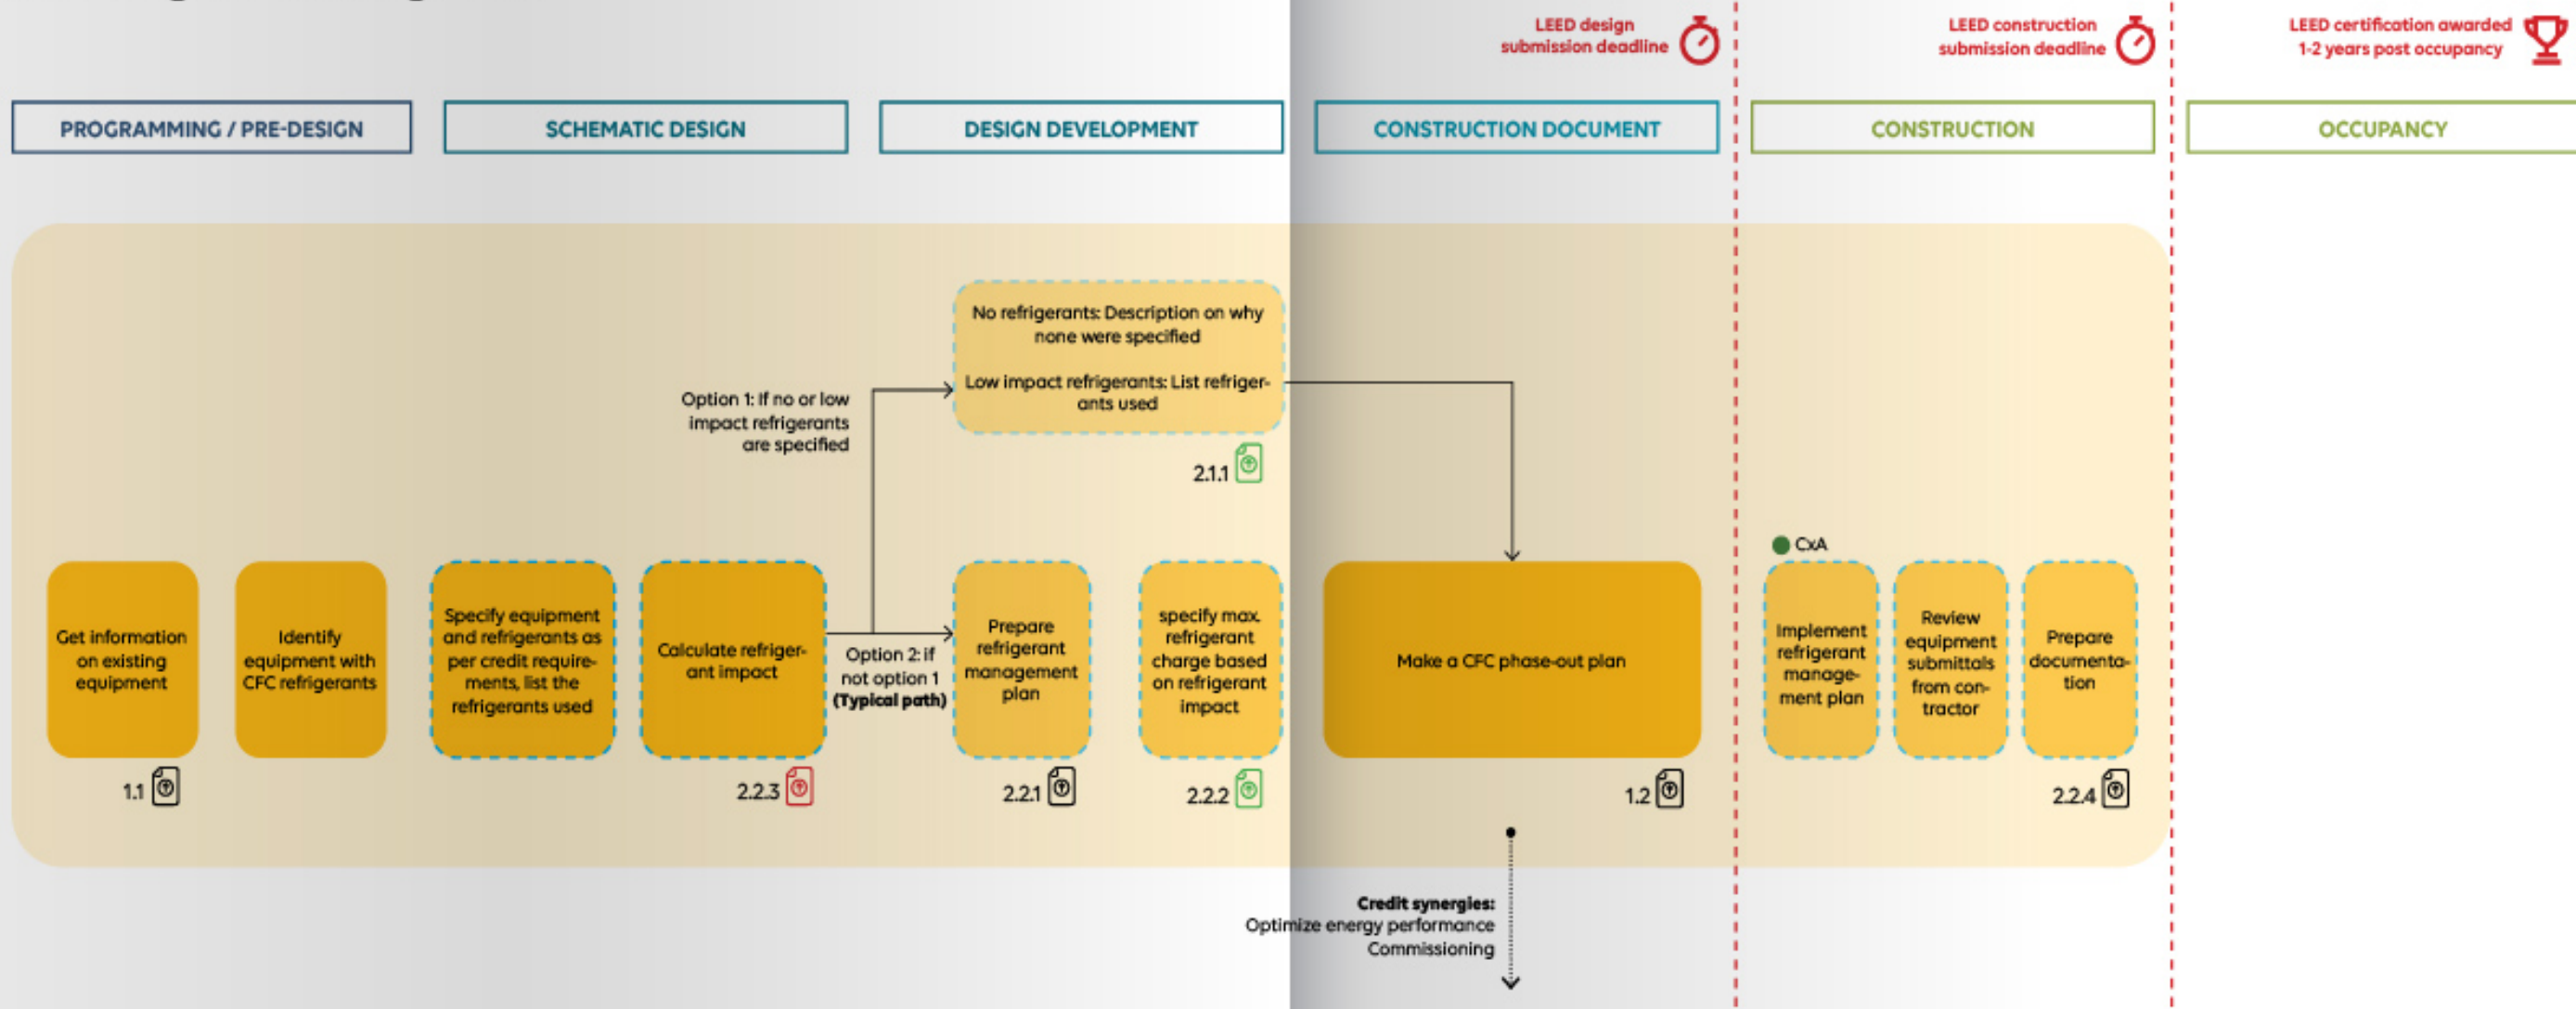 LEED design
submission deadline
LEED construction
submission deadline
LEED certification awarded
1-2 years post occupancy
PROGRAMMING / PRE-DESIGN
SCHEMATIC DESIGN
DESIGN DEVELOPMENT
CONSTRUCTION DOCUMENT
CONSTRUCTION
OCCUPANCY
No refrigerants: Description on why
none were specified
Low impact refrigerants: List refriger-
ants used
2.1.1
Option 1: If no or low
impact refrigerants
are specified
Get information
on existing
equipment
1.1
Identify
equipment with
CFC refrigerants
Specify equipment
and refrigerants as
per credit require-
ments, list the
refrigerants used
Calculate refriger-
ant impact
2.2.3
Option 2: if
not option 1
(Typical path)
Prepare
refrigerant
management
plan
2.2.1
specify max.
refrigerant
charge based
on refrigerant
impact
2.2.2
Make a CFC phase-out plan
1.2
CxA
Implement
refrigerant
manage-
ment plan
Review
equipment
submittals
from con-
tractor
Prepare
documenta-
tion
2.2.4
Credit synergies:
Optimize energy performance
Commissioning